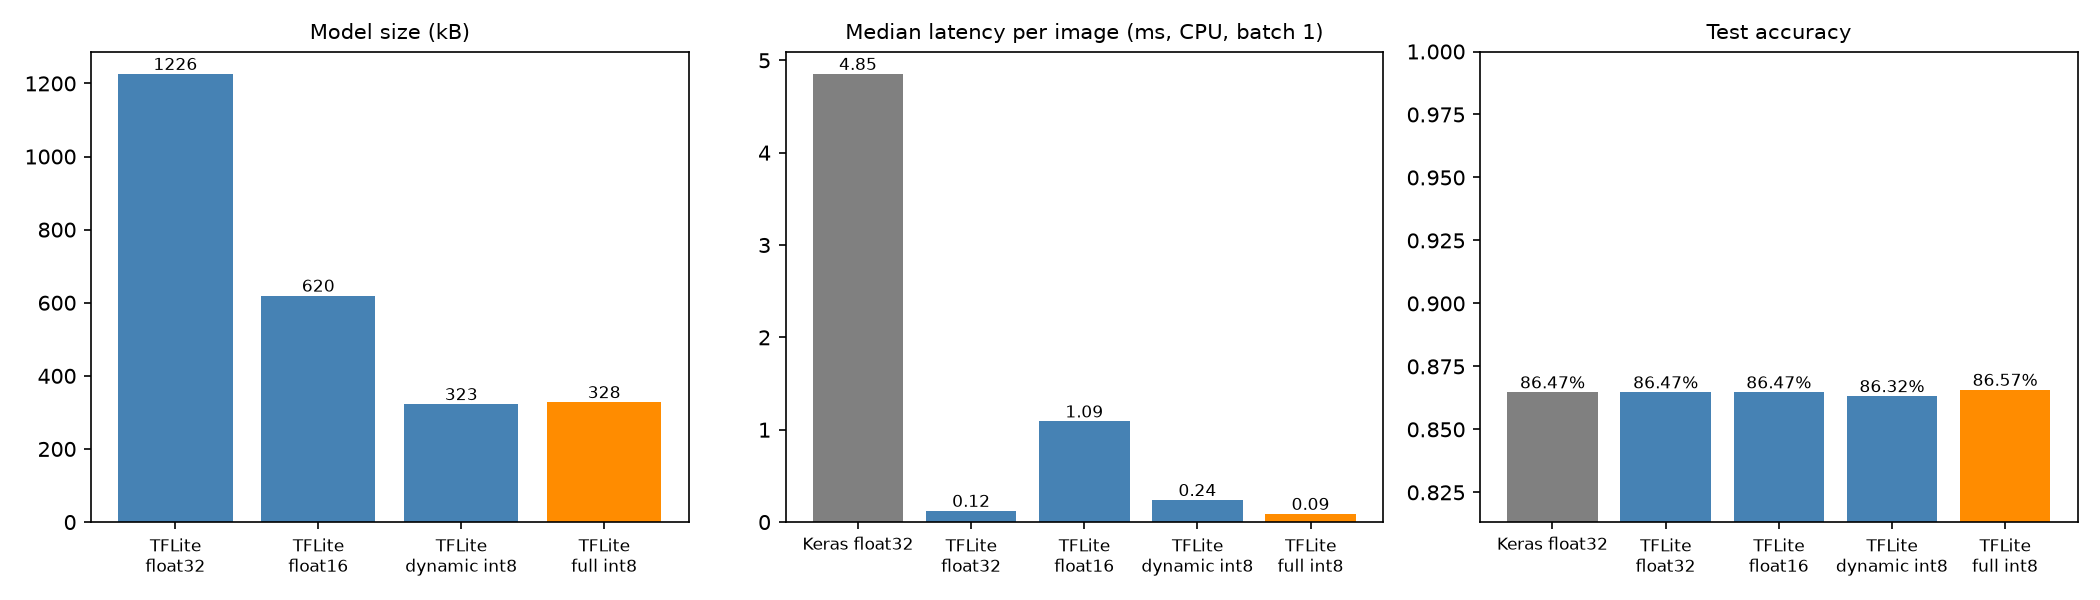 Model size (kB)
1200
1000
800
600
400
200
0
1226
620
323
328
TFLite
float32
TFLite
float16
TFLite
dynamic int8
TFLite
full int8
Median latency per image (ms, CPU, batch 1)
5
4
3
2
1
0
4.85
0.12
1.09
0.24
0.09
Keras float32
TFLite
float32
TFLite
float16
TFLite
dynamic int8
TFLite
full int8
Test accuracy
1.000
0.975
0.950
0.925
0.900
0.875
0.850
0.825
86.47%
86.47%
86.47%
86.32%
86.57%
Keras float32
TFLite
float32
TFLite
float16
TFLite
dynamic int8
TFLite
full int8